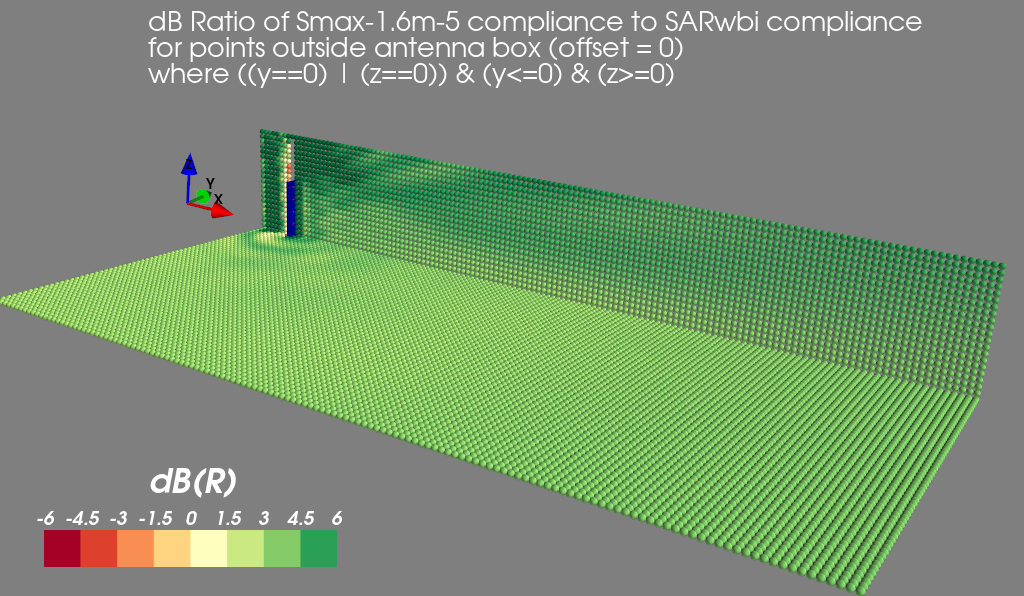 dB Ratio of Smax-1.6m-5 compliance to SARwbi compliance
for points outside antenna box (offset = 0)
where ((y==0) | (z==0)) & (y<=0) & (z>=0)
Z
Y
X
dB(R)
-6 -4.5 -3 -1.5 0 1.5 3 4.5 6